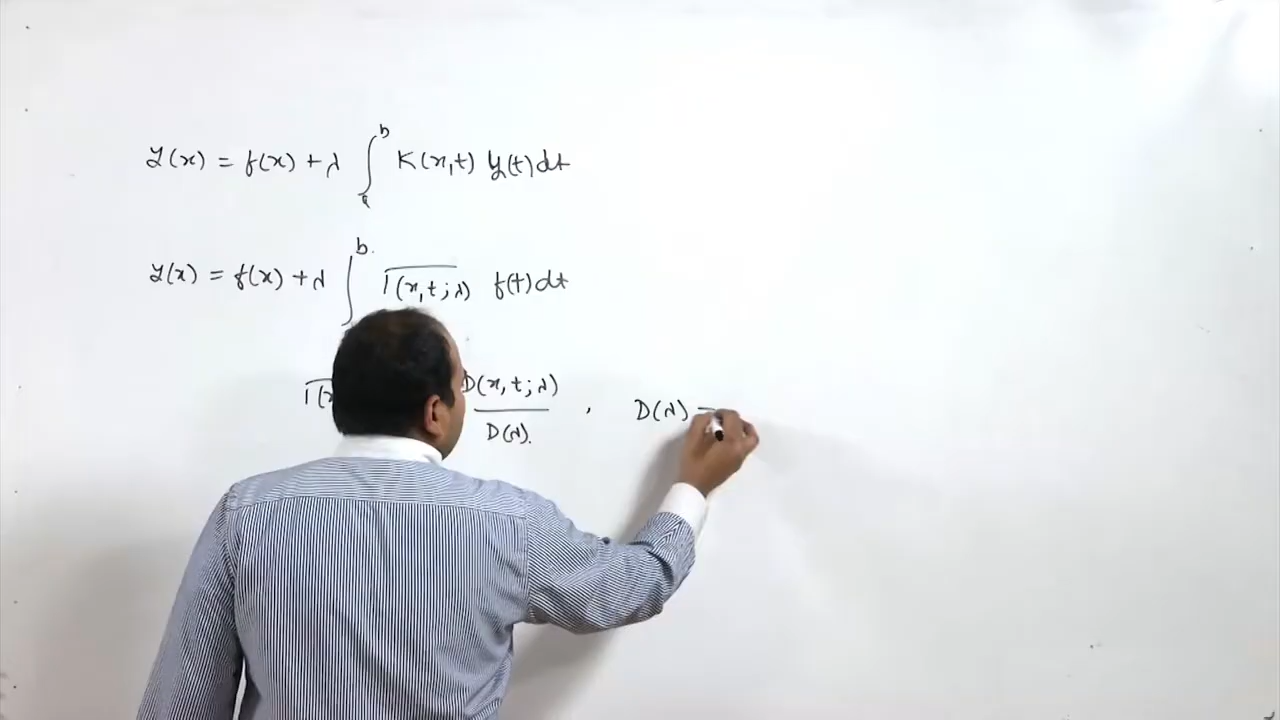 y(x) = f(x) + λ ∫_a^b K(x,t) y(t) dt
y(x) = f(x) + λ ∫^b Γ(x,t;λ) f(t) dt
Γ(x D(x,t;λ) / D(λ). , D(λ) =